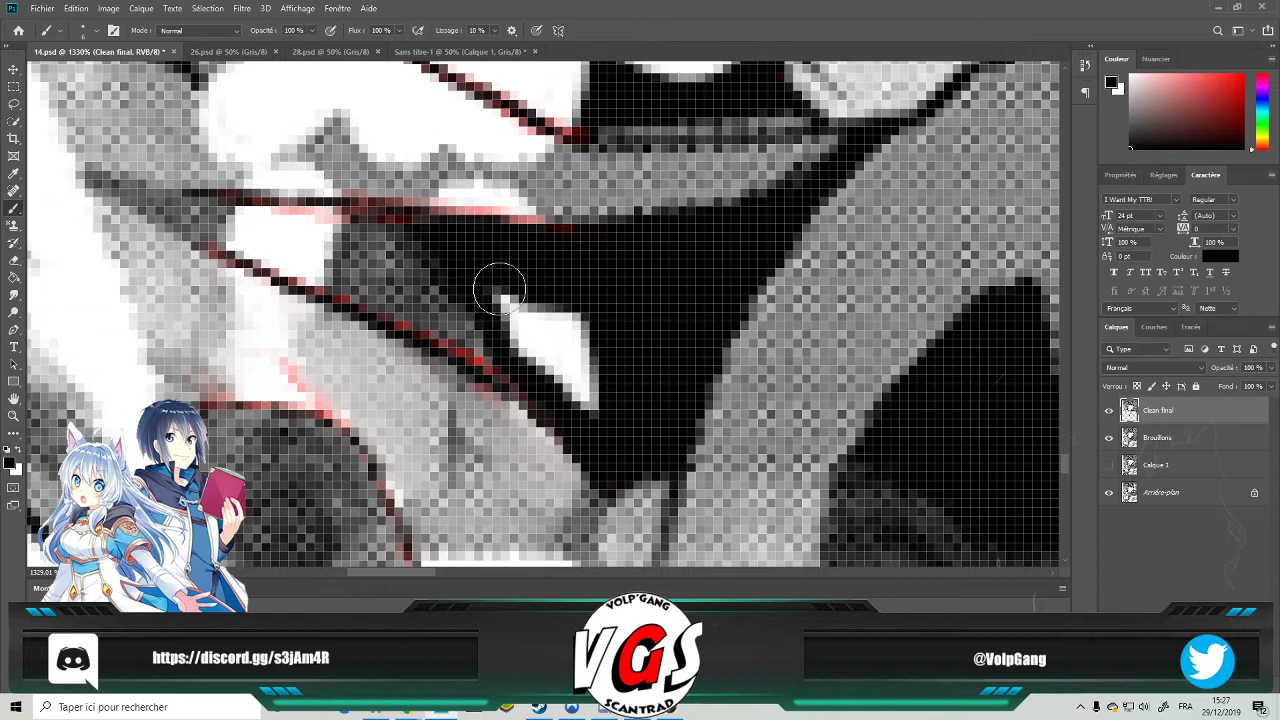 Fichier Edition Image Calque Texte Sélection Filtre 3D Affichage Fenêtre Aide
6 Mode : Normal Opacité : 100 % Flux : 100 % Lissage : 10 %
14.psd @ 1330% (Clean final, RVB/8) * × 26.psd @ 50% (Gris/8) × 28.psd @ 50% (Gris/8) × Sans titre-1 @ 50% (Calque 1, Gris/8) * ×
Couleur Nuancier
Propriétés Réglages Caractère
I Want My TTRI Regular
24 pt (Auto)
Métrique 0
100 % 100 %
0 pt Couleur :
Français Nette
Calques Couches Tracés
Type
Normal Opacité : 100 %
Verrou : Fond : 100 %
Clean final
Brouillons
Calque 1
Arrière-plan
1329,01
VOLP'GANG
VGS
SCANTRAD
https://discord.gg/s3jAm4R
@VolpGang
Taper ici pour rechercher
FRA 15:27
29/12/2019